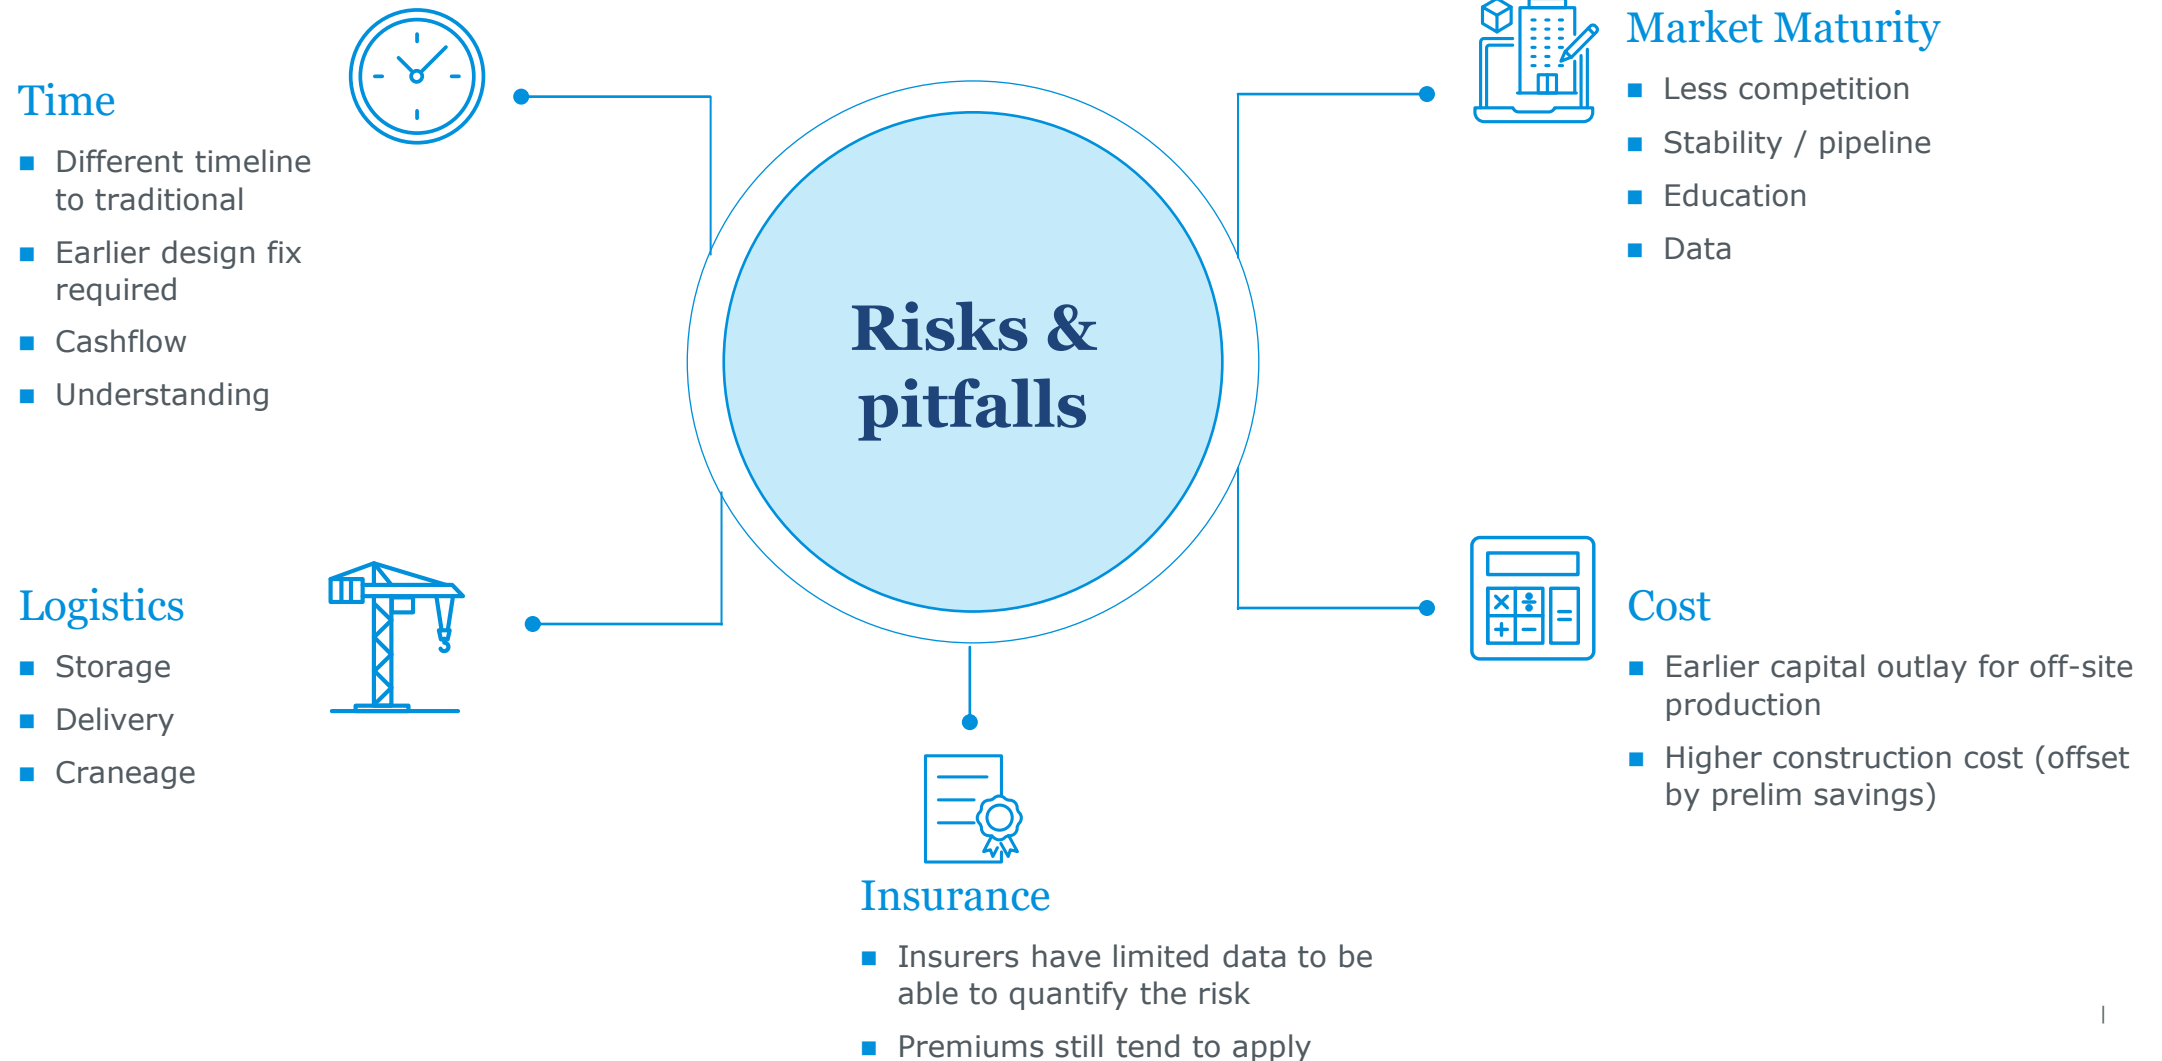 Time
Different timeline
to traditional
Earlier design fix
required
Cashflow
Understanding
Market Maturity
Less competition
Stability / pipeline
Education
Data
Risks &
pitfalls
Logistics
Storage
Delivery
Craneage
Cost
Earlier capital outlay for off-site
production
Higher construction cost (offset
by prelim savings)
Insurance
Insurers have limited data to be
able to quantify the risk
Premiums still tend to apply
|